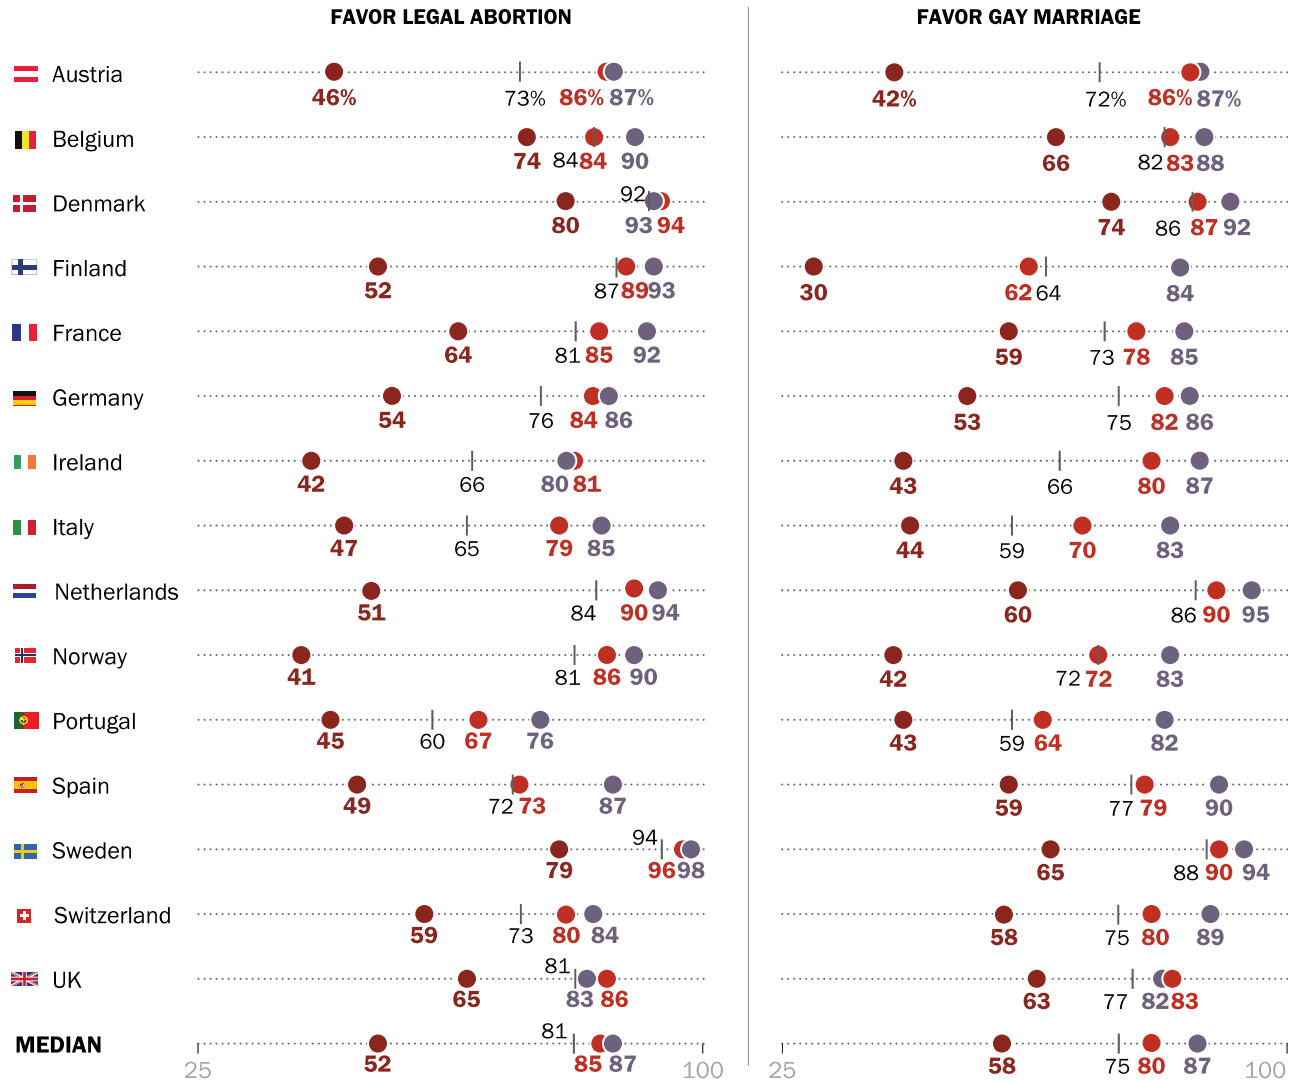 FAVOR LEGAL ABORTION FAVOR GAY MARRIAGE
Austria 46% 73% 86% 87% 42% 72% 86% 87%
Belgium 74 84 84 90 66 82 83 88
Denmark 80 92 93 94 74 86 87 92
Finland 52 87 89 93 30 62 64 84
France 64 81 85 92 59 73 78 85
Germany 54 76 84 86 53 75 82 86
Ireland 42 66 80 81 43 66 80 87
Italy 47 65 79 85 44 59 70 83
Netherlands 51 84 90 94 60 86 90 95
Norway 41 81 86 90 42 72 72 83
Portugal 45 60 67 76 43 59 64 82
Spain 49 72 73 87 59 77 79 90
Sweden 79 94 96 98 65 88 90 94
Switzerland 59 73 80 84 58 75 80 89
UK 65 81 83 86 63 77 82 83
MEDIAN 52 81 85 87 58 75 80 87
25 100 25 100